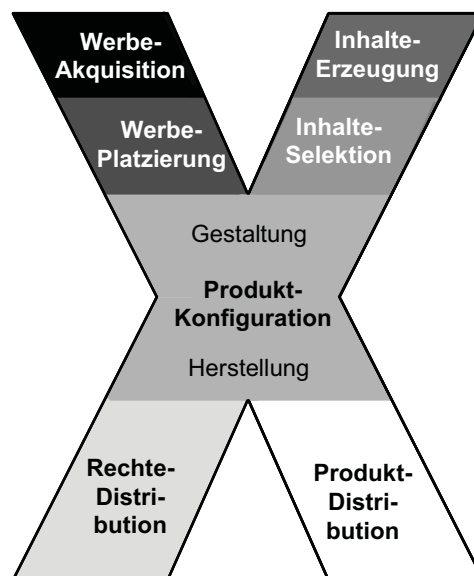 Werbe-
Akquisition
Inhalte-
Erzeugung
Werbe-
Platzierung
Inhalte-
Selektion
Gestaltung
Produkt-
Konfiguration
Herstellung
Rechte-
Distri-
bution
Produkt-
Distri-
bution